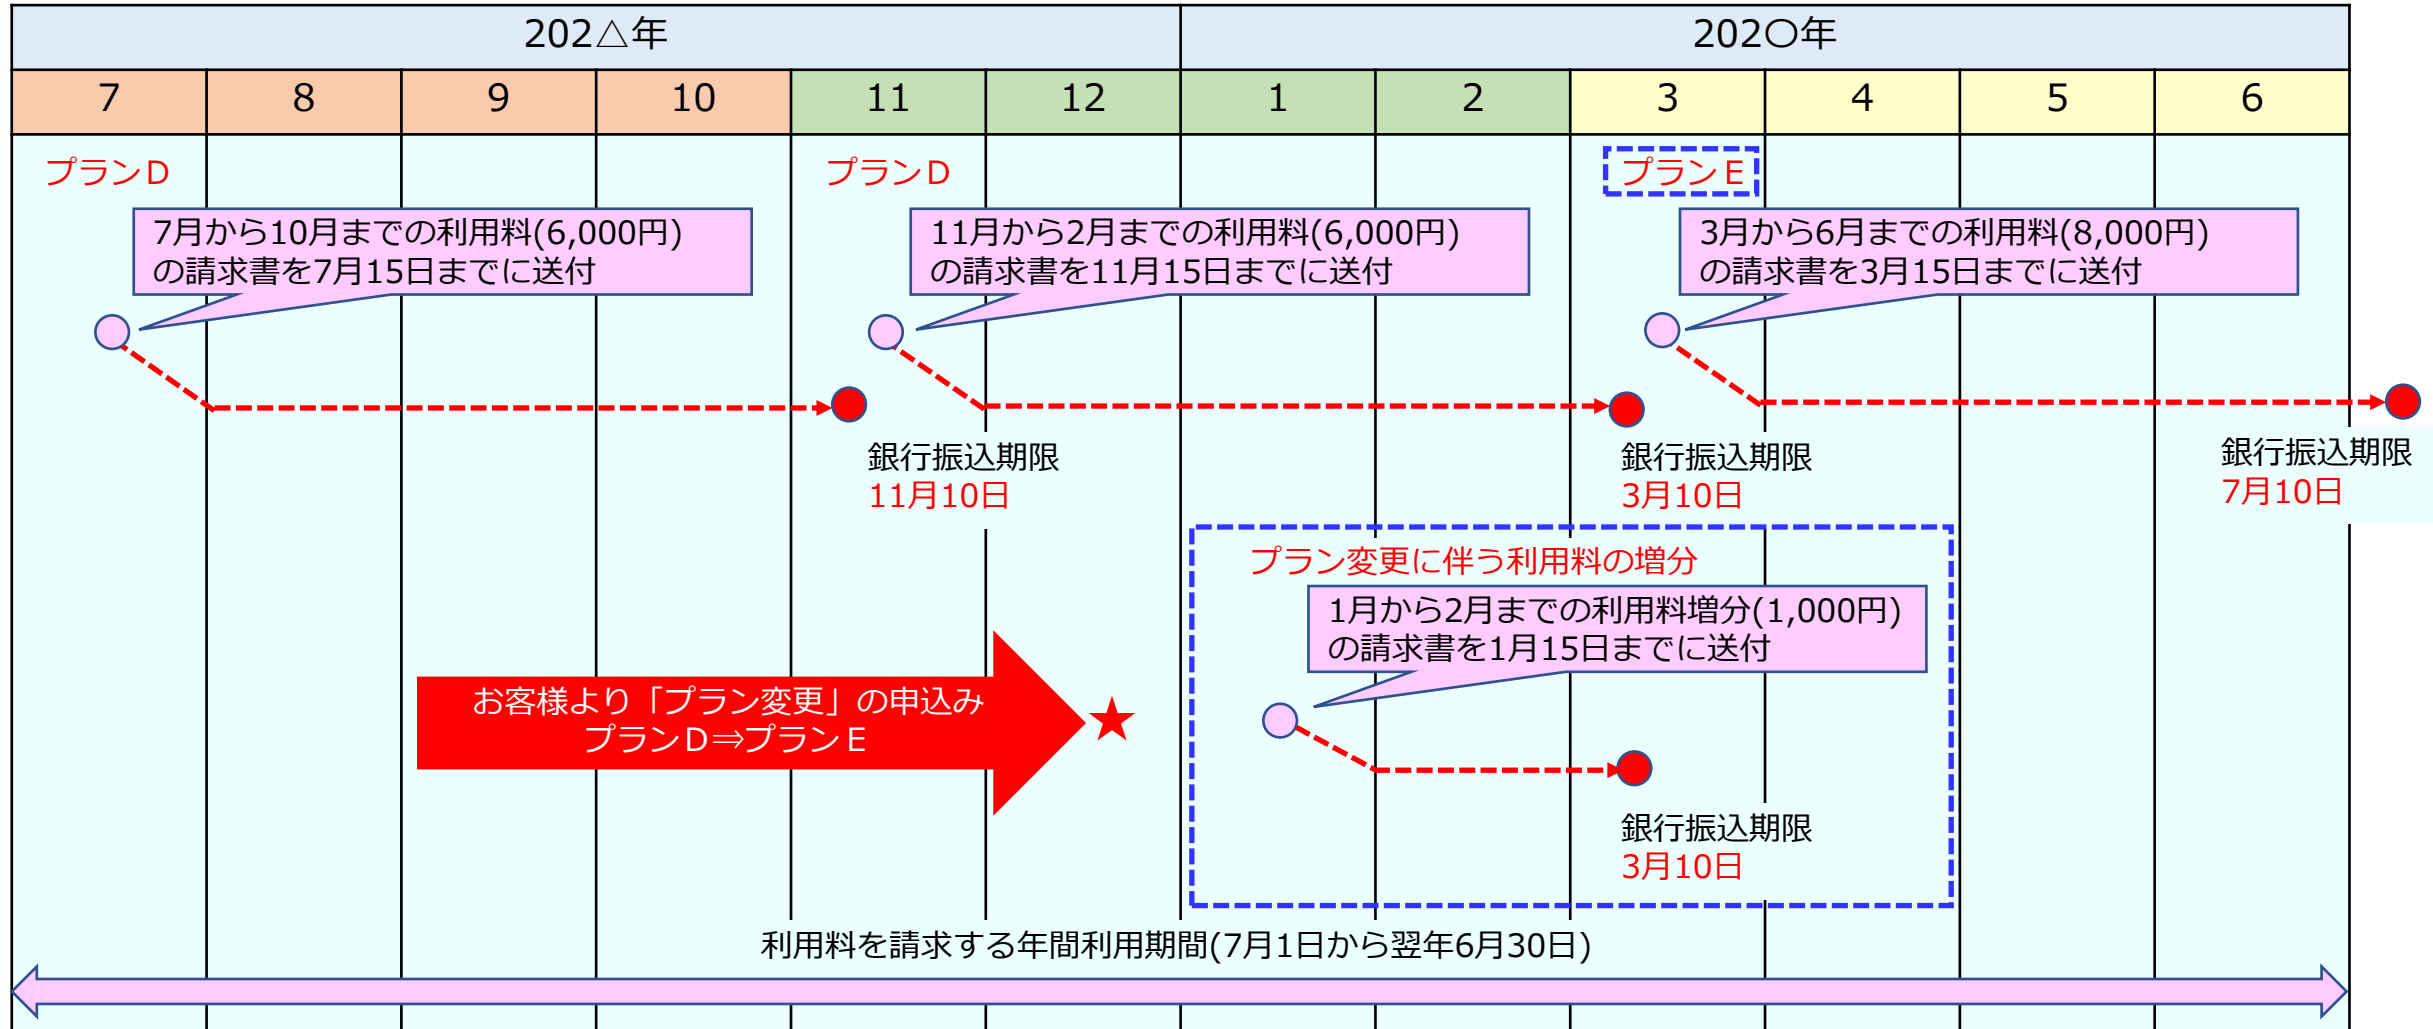 202△年
202〇年
7
8
9
10
11
12
1
2
3
4
5
6
プランD
プランD
プランE
7月から10月までの利用料(6,000円)
の請求書を7月15日までに送付
11月から2月までの利用料(6,000円)
の請求書を11月15日までに送付
3月から6月までの利用料(8,000円)
の請求書を3月15日までに送付
銀行振込期限
11月10日
銀行振込期限
3月10日
銀行振込期限
7月10日
プラン変更に伴う利用料の増分
1月から2月までの利用料増分(1,000円)
の請求書を1月15日までに送付
お客様より「プラン変更」の申込み
プランD⇒プランE
★
銀行振込期限
3月10日
利用料を請求する年間利用期間(7月1日から翌年6月30日)